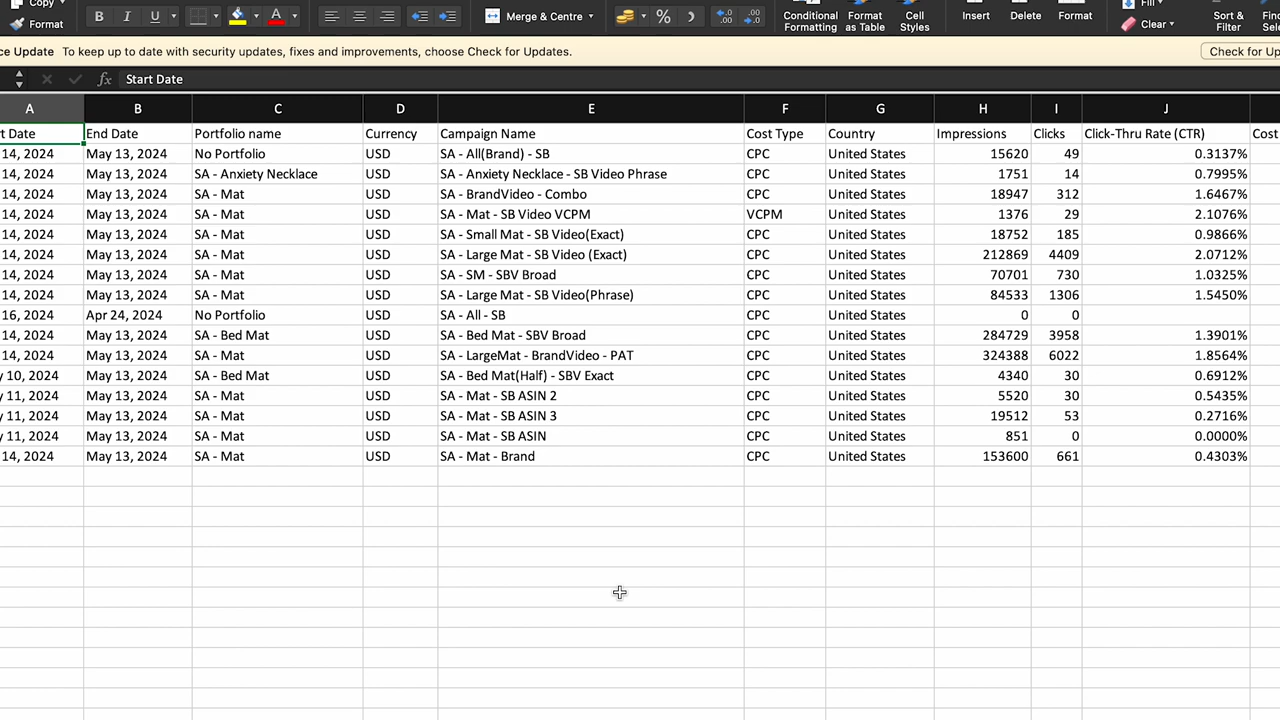 Copy
Format
B I U
A
Merge & Centre
%
Conditional Formatting
Format as Table
Cell Styles
Insert
Delete
Format
Fill
Clear
Sort & Filter
ce Update To keep up to date with security updates, fixes and improvements, choose Check for Updates.
Check for Up
fx Start Date
A B C D E F G H I J
t Date End Date Portfolio name Currency Campaign Name Cost Type Country Impressions Clicks Click-Thru Rate (CTR) Cost
14, 2024 May 13, 2024 No Portfolio USD SA - All(Brand) - SB CPC United States 15620 49 0.3137%
14, 2024 May 13, 2024 SA - Anxiety Necklace USD SA - Anxiety Necklace - SB Video Phrase CPC United States 1751 14 0.7995%
14, 2024 May 13, 2024 SA - Mat USD SA - BrandVideo - Combo CPC United States 18947 312 1.6467%
14, 2024 May 13, 2024 SA - Mat USD SA - Mat - SB Video VCPM VCPM United States 1376 29 2.1076%
14, 2024 May 13, 2024 SA - Mat USD SA - Small Mat - SB Video(Exact) CPC United States 18752 185 0.9866%
14, 2024 May 13, 2024 SA - Mat USD SA - Large Mat - SB Video (Exact) CPC United States 212869 4409 2.0712%
14, 2024 May 13, 2024 SA - Mat USD SA - SM - SBV Broad CPC United States 70701 730 1.0325%
14, 2024 May 13, 2024 SA - Mat USD SA - Large Mat - SB Video(Phrase) CPC United States 84533 1306 1.5450%
16, 2024 Apr 24, 2024 No Portfolio USD SA - All - SB CPC United States 0 0
14, 2024 May 13, 2024 SA - Bed Mat USD SA - Bed Mat - SBV Broad CPC United States 284729 3958 1.3901%
14, 2024 May 13, 2024 SA - Mat USD SA - LargeMat - BrandVideo - PAT CPC United States 324388 6022 1.8564%
y 10, 2024 May 13, 2024 SA - Bed Mat USD SA - Bed Mat(Half) - SBV Exact CPC United States 4340 30 0.6912%
y 11, 2024 May 13, 2024 SA - Mat USD SA - Mat - SB ASIN 2 CPC United States 5520 30 0.5435%
y 11, 2024 May 13, 2024 SA - Mat USD SA - Mat - SB ASIN 3 CPC United States 19512 53 0.2716%
y 11, 2024 May 13, 2024 SA - Mat USD SA - Mat - SB ASIN CPC United States 851 0 0.0000%
14, 2024 May 13, 2024 SA - Mat USD SA - Mat - Brand CPC United States 153600 661 0.4303%